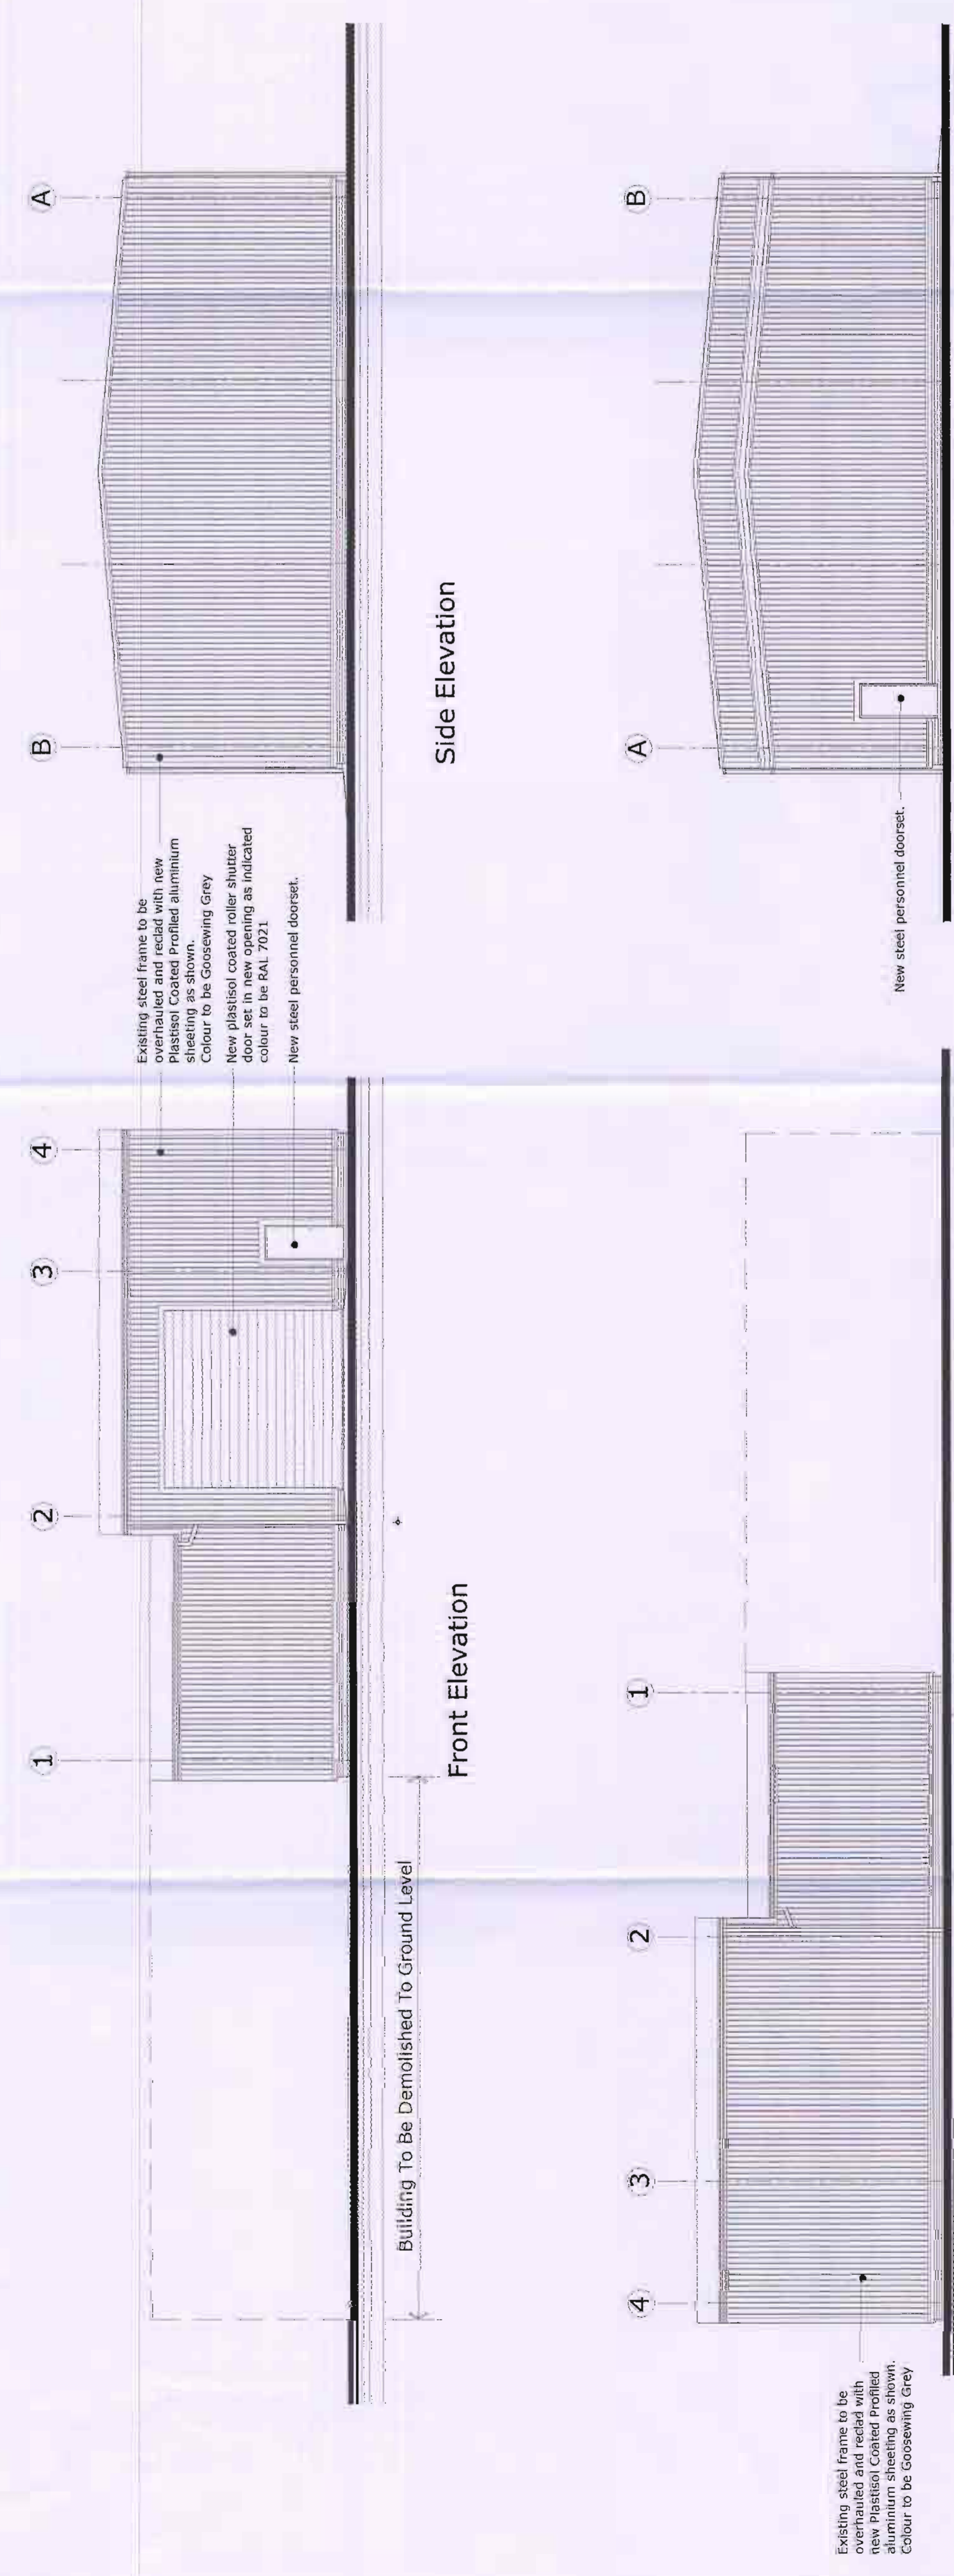 1
2
3
4
B
A
Existing steel frame to be
overhauled and reclad with new
Plastisol Coated Profiled aluminium
sheeting as shown.
Colour to be Goosewing Grey
New plastisol coated roller shutter
door set in new opening as indicated
colour to be RAL 7021
New steel personnel doorset.
Building To Be Demolished To Ground Level
Front Elevation
Side Elevation
4
3
2
1
A
B
Existing steel frame to be
overhauled and reclad with
new Plastisol Coated Profiled
aluminium sheeting as shown.
Colour to be Goosewing Grey
New steel personnel doorset.